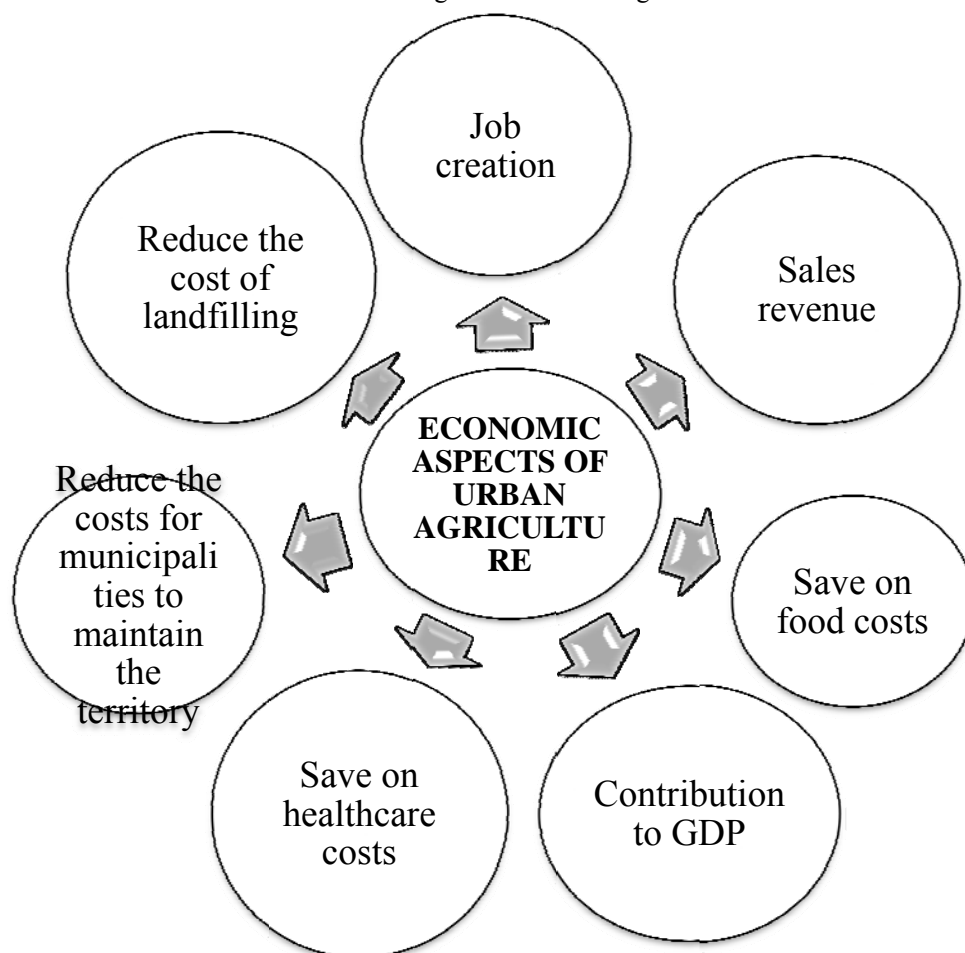 Job
creation
Sales
revenue
Save on
food costs
Contribution
to GDP
Save on
healthcare
costs
Reduce the
costs for
municipali
ties to
maintain
the
territory
Reduce the
cost of
landfilling
ECONOMIC
ASPECTS OF
URBAN
AGRICULTU
RE